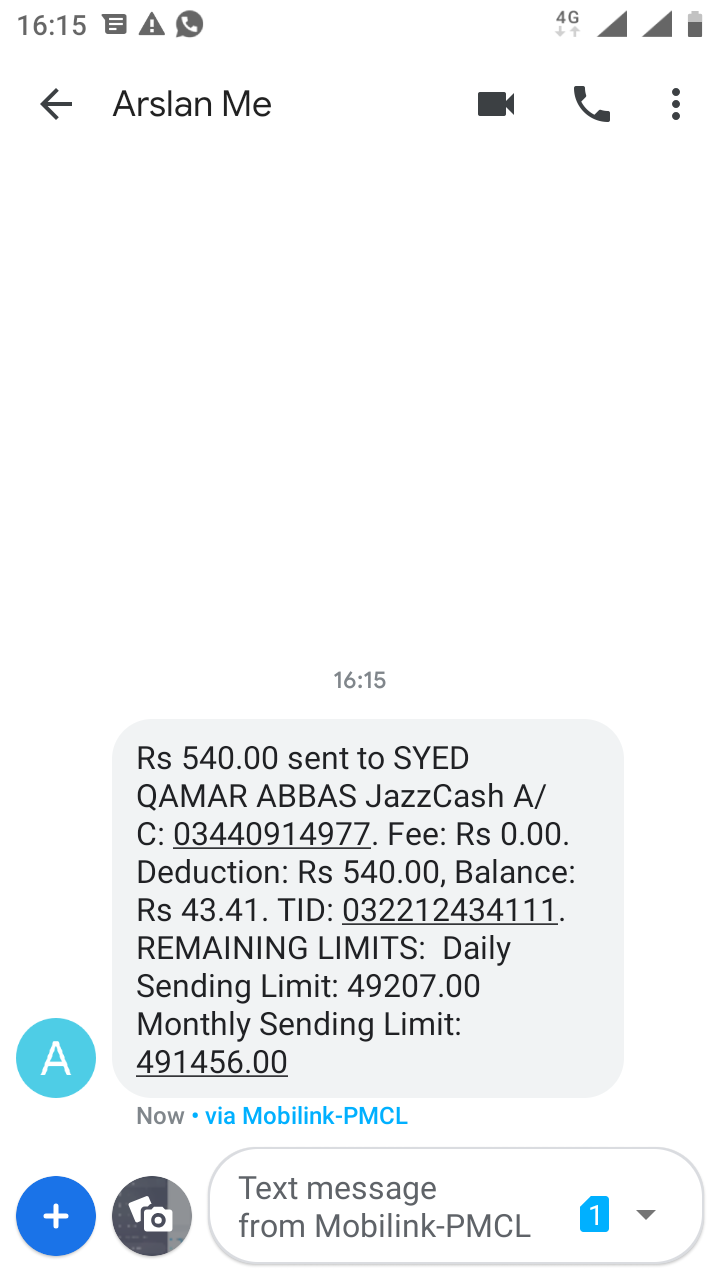 16:15
4G
Arslan Me
16:15
Rs 540.00 sent to SYED
QAMAR ABBAS JazzCash A/
C: 03440914977. Fee: Rs 0.00.
Deduction: Rs 540.00, Balance:
Rs 43.41. TID: 032212434111.
REMAINING LIMITS:  Daily
Sending Limit: 49207.00
Monthly Sending Limit:
491456.00
A
Now • via Mobilink-PMCL
Text message
from Mobilink-PMCL
1